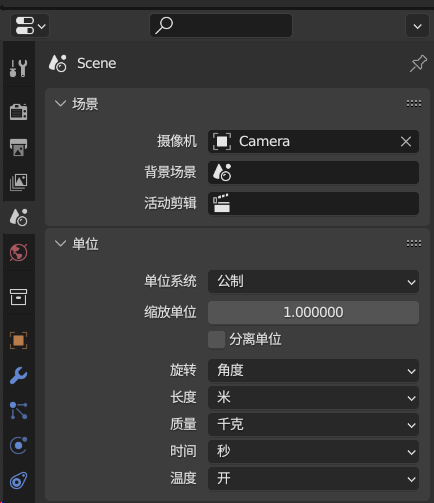 Scene
场景
摄像机 Camera
背景场景
活动剪辑
单位
单位系统 公制
缩放单位 1.000000
分离单位
旋转 角度
长度 米
质量 千克
时间 秒
温度 开